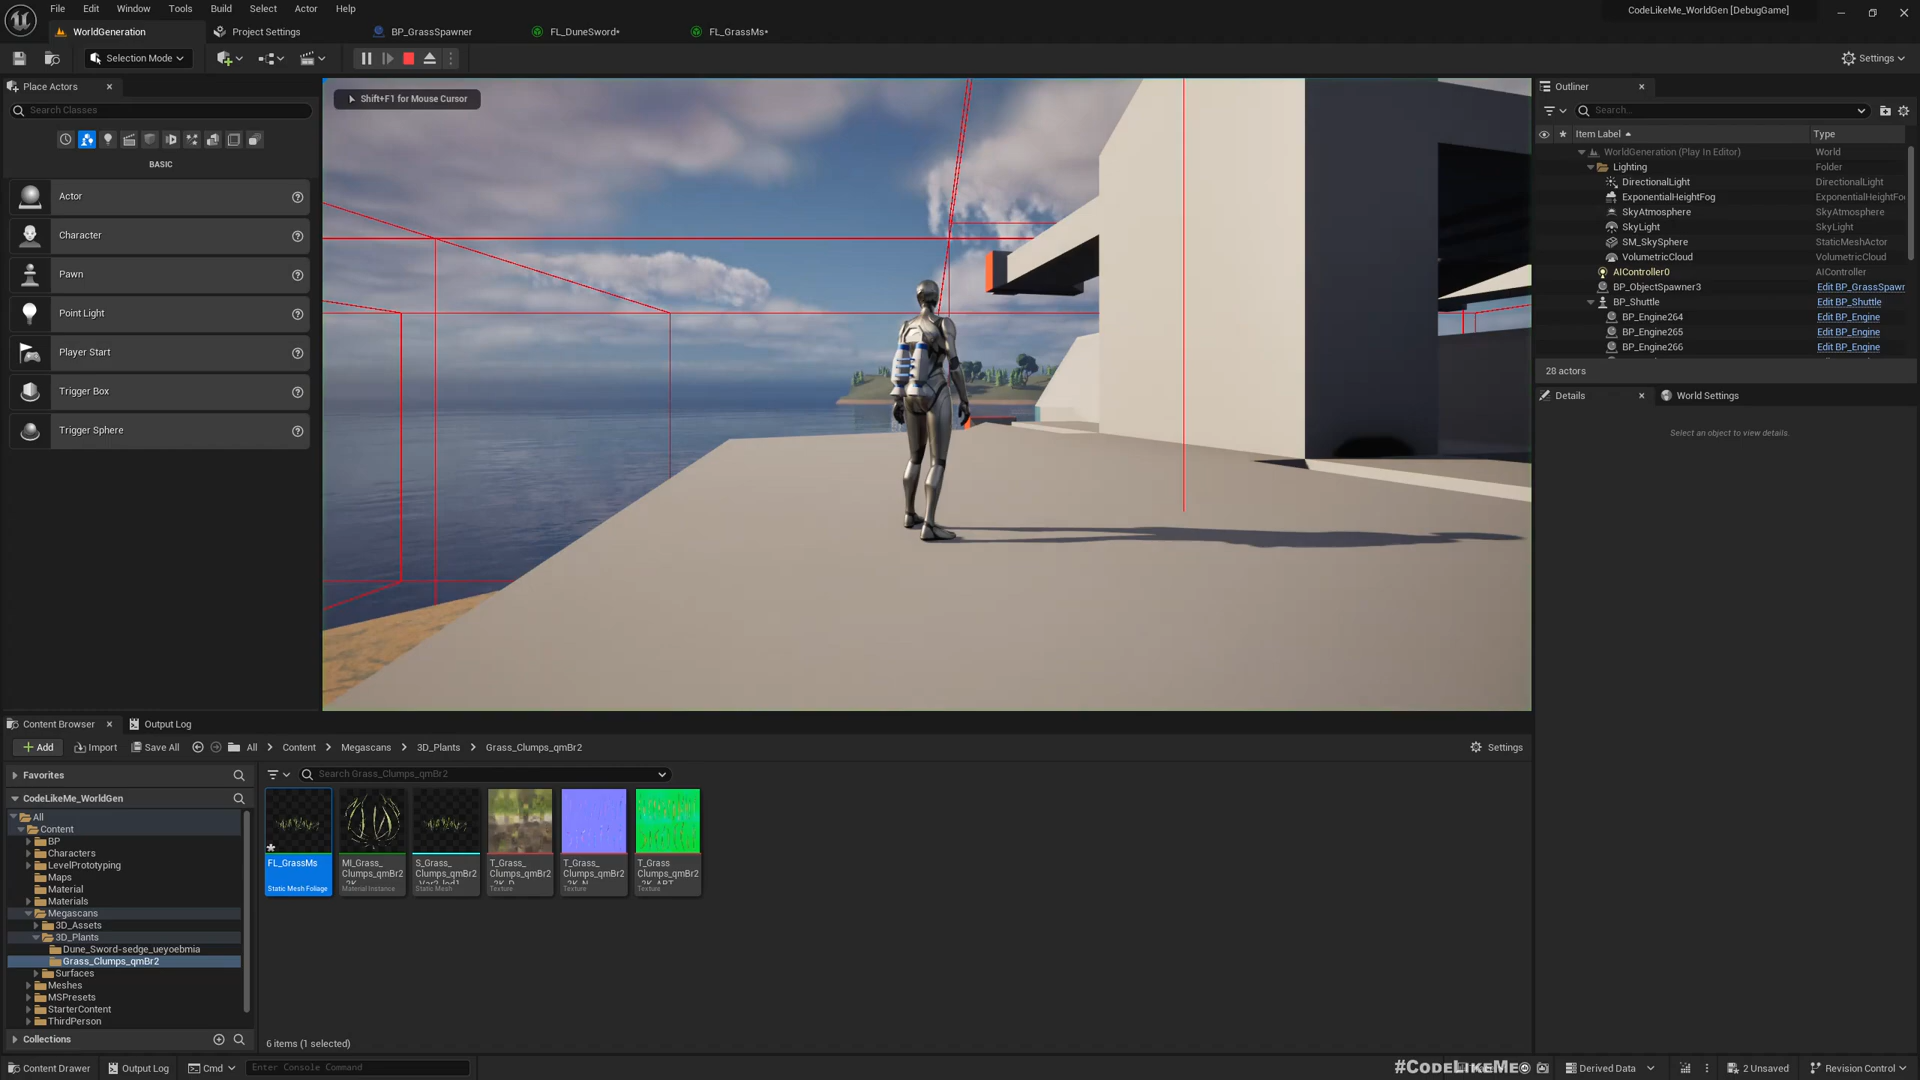 File Edit Window Tools Build Select Actor Help
CodeLikeMe_WorldGen [DebugGame]
WorldGeneration
Project Settings
BP_GrassSpawner
FL_DuneSword*
FL_GrassMs*
Selection Mode
Settings
Place Actors
Search Classes
BASIC
Actor
Character
Pawn
Point Light
Player Start
Trigger Box
Trigger Sphere
Shift+F1 for Mouse Cursor
Outliner
Search...
Item Label
Type
WorldGeneration (Play In Editor) World
Lighting Folder
DirectionalLight DirectionalLight
ExponentialHeightFog ExponentialHeightFo
SkyAtmosphere SkyAtmosphere
SkyLight SkyLight
SM_SkySphere StaticMeshActor
VolumetricCloud VolumetricCloud
AIController0 AIController
BP_ObjectSpawner3 Edit BP_GrassSpawr
BP_Shuttle Edit BP_Shuttle
BP_Engine264 Edit BP_Engine
BP_Engine265 Edit BP_Engine
BP_Engine266 Edit BP_Engine
28 actors
Details
World Settings
Select an object to view details.
Content Browser
Output Log
Add
Import
Save All
All
Content
Megascans
3D_Plants
Grass_Clumps_qmBr2
Settings
Favorites
CodeLikeMe_WorldGen
All
Content
BP
Characters
LevelPrototyping
Maps
Material
Materials
Megascans
3D_Assets
3D_Plants
Dune_Sword-sedge_ueyoebmia
Grass_Clumps_qmBr2
Surfaces
Meshes
MSPresets
StarterContent
ThirdPerson
Collections
Search Grass_Clumps_qmBr2
FL_GrassMs
Static Mesh Foliage
MI_Grass_
Clumps_qmBr2
Material Instance
S_Grass_
Clumps_qmBr2
Static Mesh
T_Grass_
Clumps_qmBr2
Texture
T_Grass_
Clumps_qmBr2
Texture
T_Grass
Clumps_qmBr2
Texture
6 items (1 selected)
Content Drawer
Output Log
Cmd
Enter Console Command
#CodeLikeMe
Derived Data
2 Unsaved
Revision Control